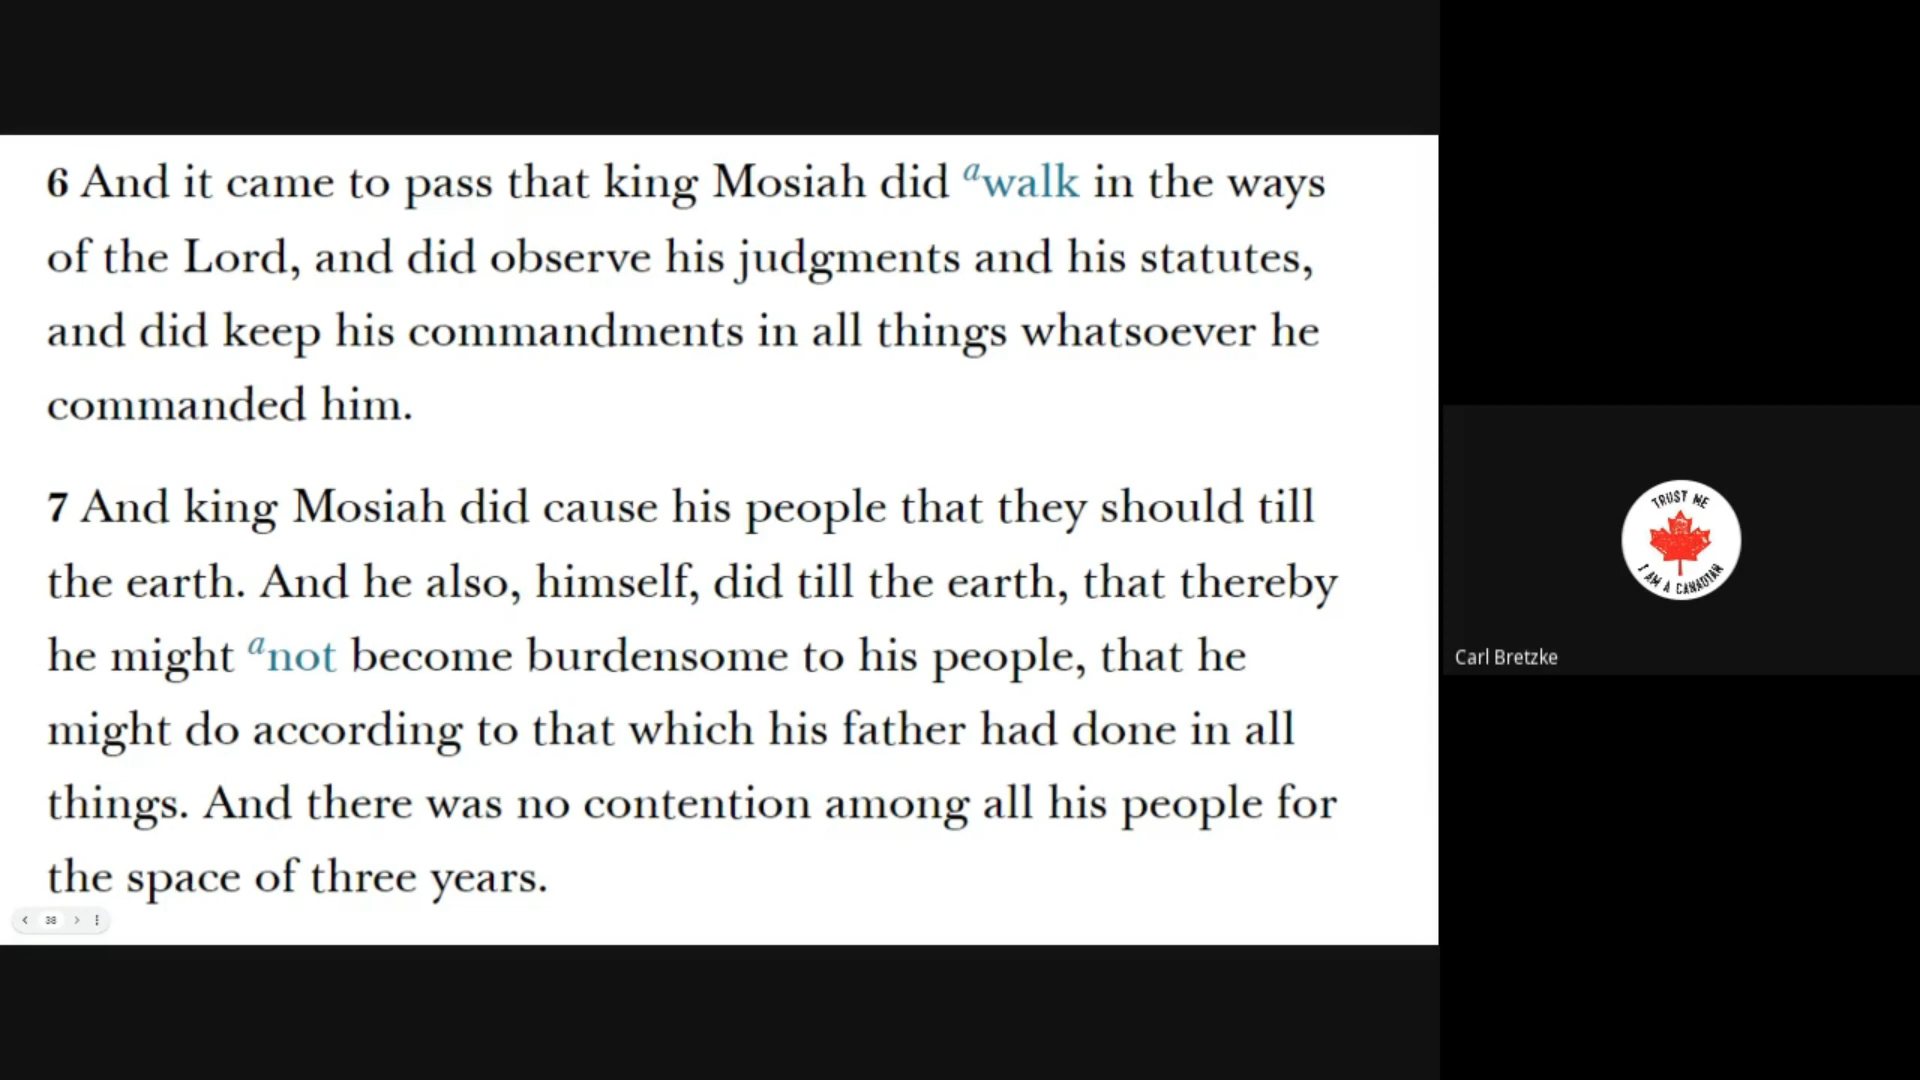 6 And it came to pass that king Mosiah did a walk in the ways
of the Lord, and did observe his judgments and his statutes,
and did keep his commandments in all things whatsoever he
commanded him.
7 And king Mosiah did cause his people that they should till
the earth. And he also, himself, did till the earth, that thereby
he might a not become burdensome to his people, that he
might do according to that which his father had done in all
things. And there was no contention among all his people for
the space of three years.
38
TRUST ME
I AM A CANADIAN
Carl Bretzke